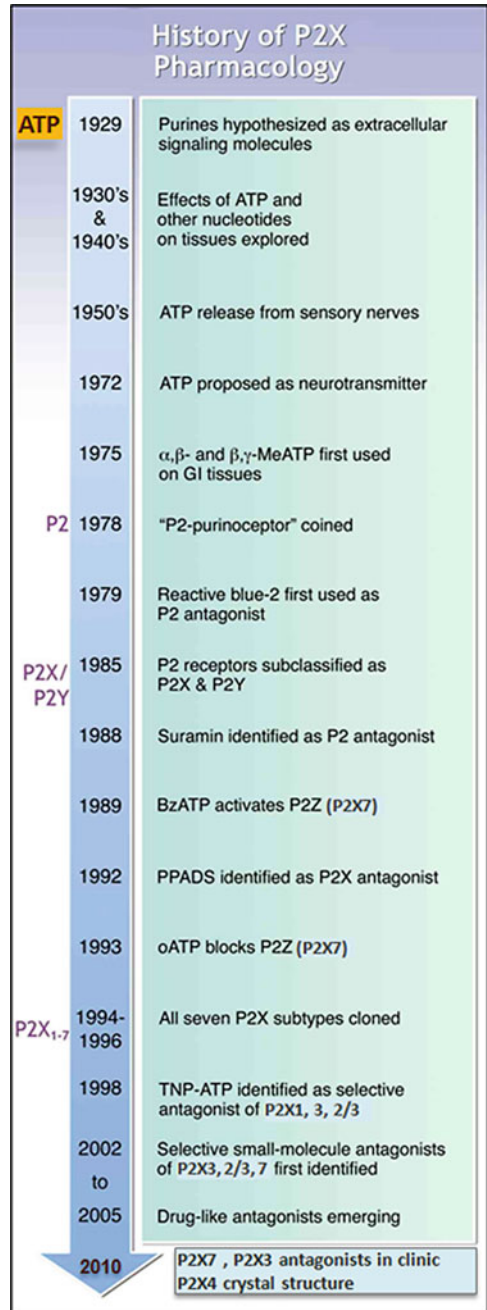 History of P2X
Pharmacology
ATP 1929 Purines hypothesized as extracellular
signaling molecules
1930's
&
1940's
Effects of ATP and
other nucleotides
on tissues explored
1950's ATP release from sensory nerves
1972 ATP proposed as neurotransmitter
1975 α,β- and β,γ-MeATP first used
on GI tissues
P2 1978 "P2-purinoceptor" coined
1979 Reactive blue-2 first used as
P2 antagonist
P2X/
P2Y
1985 P2 receptors subclassified as
P2X & P2Y
1988 Suramin identified as P2 antagonist
1989 BzATP activates P2Z (P2X7)
1992 PPADS identified as P2X antagonist
1993 oATP blocks P2Z (P2X7)
P2X₁₋₇ 1994-
1996
All seven P2X subtypes cloned
1998 TNP-ATP identified as selective
antagonist of P2X1, 3, 2/3
2002
to
Selective small-molecule antagonists
of P2X3, 2/3, 7 first identified
2005 Drug-like antagonists emerging
2010 P2X7 , P2X3 antagonists in clinic
P2X4 crystal structure